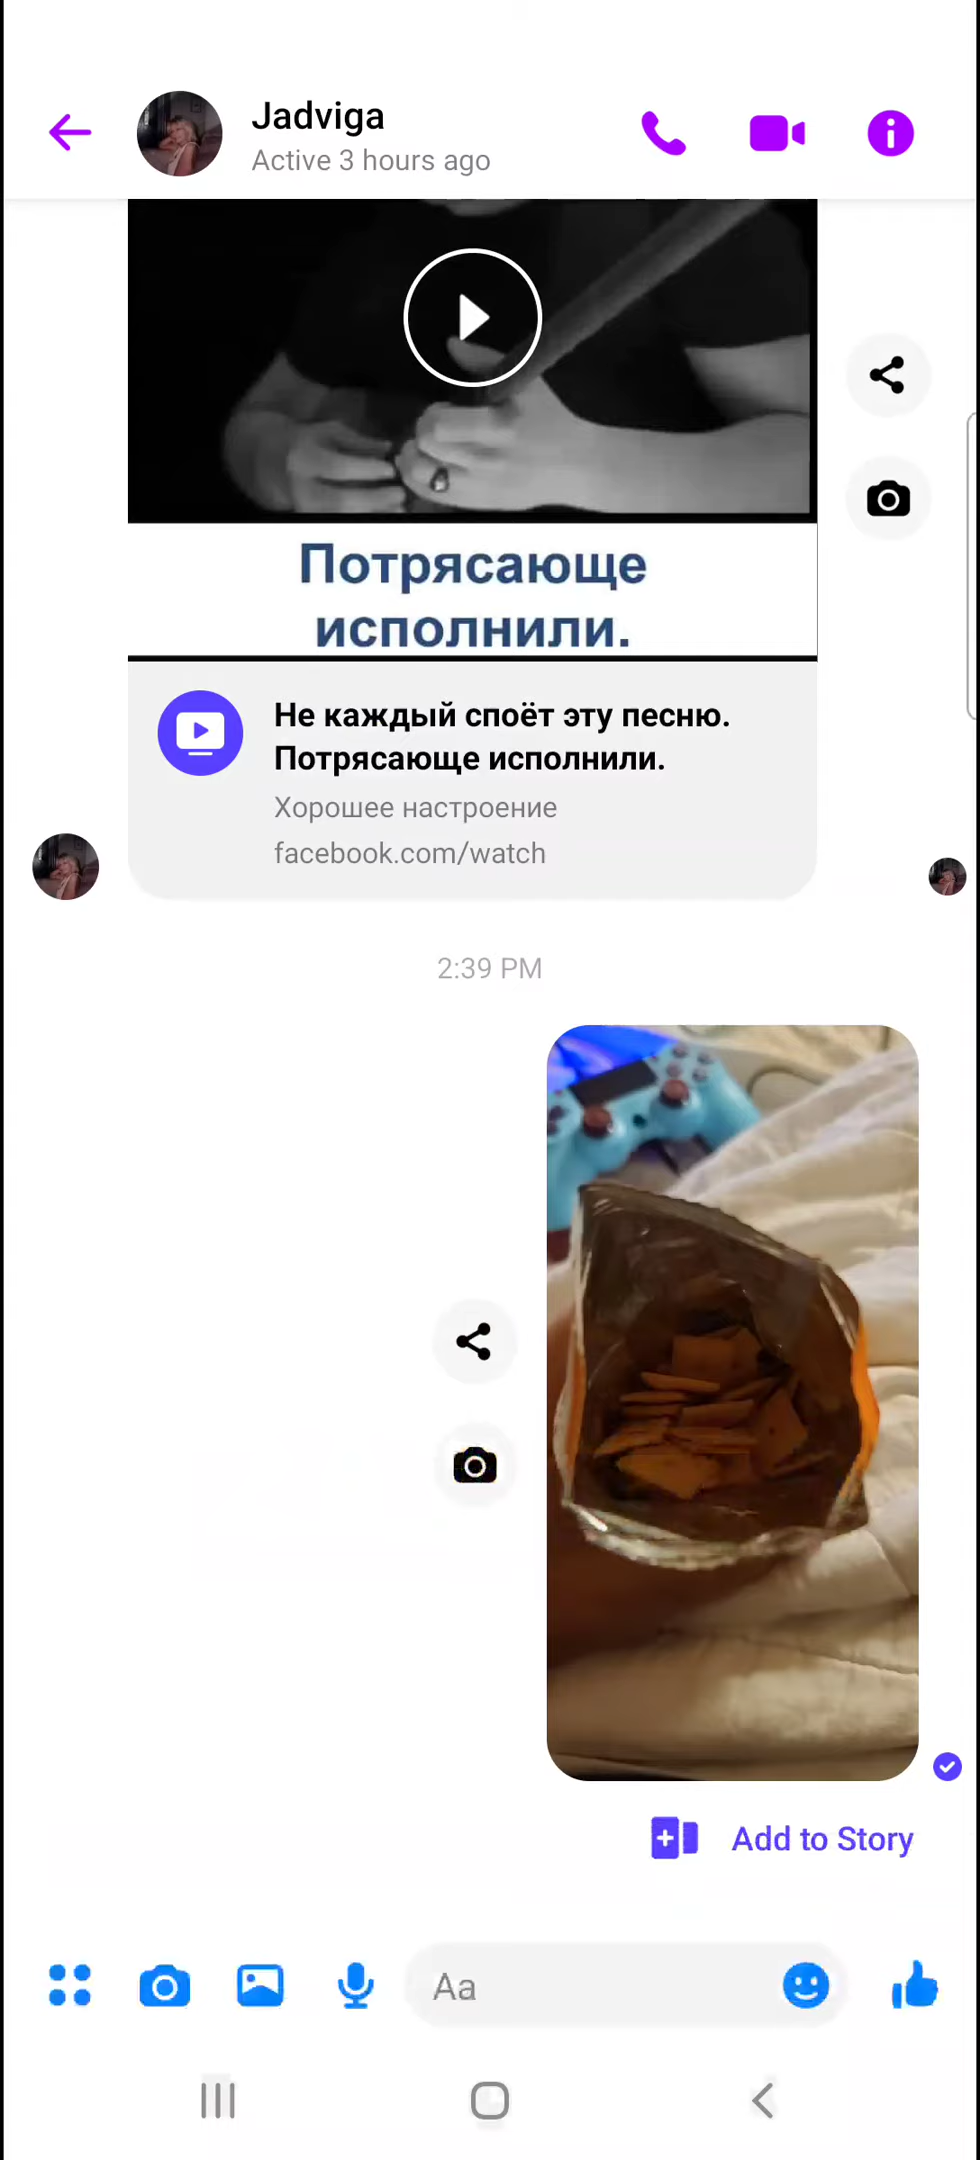 Jadviga
Active 3 hours ago
Потрясающе
исполнили.
Не каждый споёт эту песню.
Потрясающе исполнили.
Хорошее настроение
facebook.com/watch
2:39 PM
Add to Story
Aa